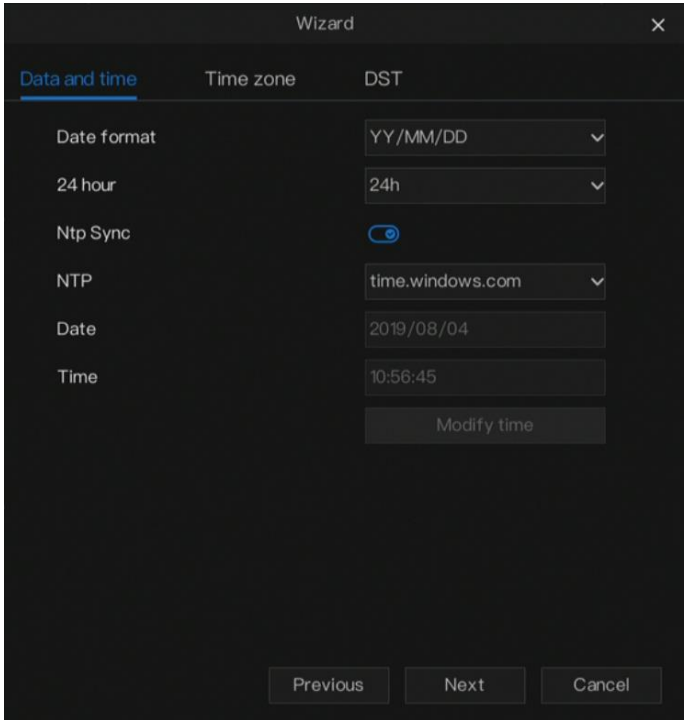 Wizard
Data and time Time zone DST
Date format YY/MM/DD
24 hour 24h
Ntp Sync
NTP time.windows.com
Date 2019/08/04
Time 10:56:45
Modify time
Previous Next Cancel